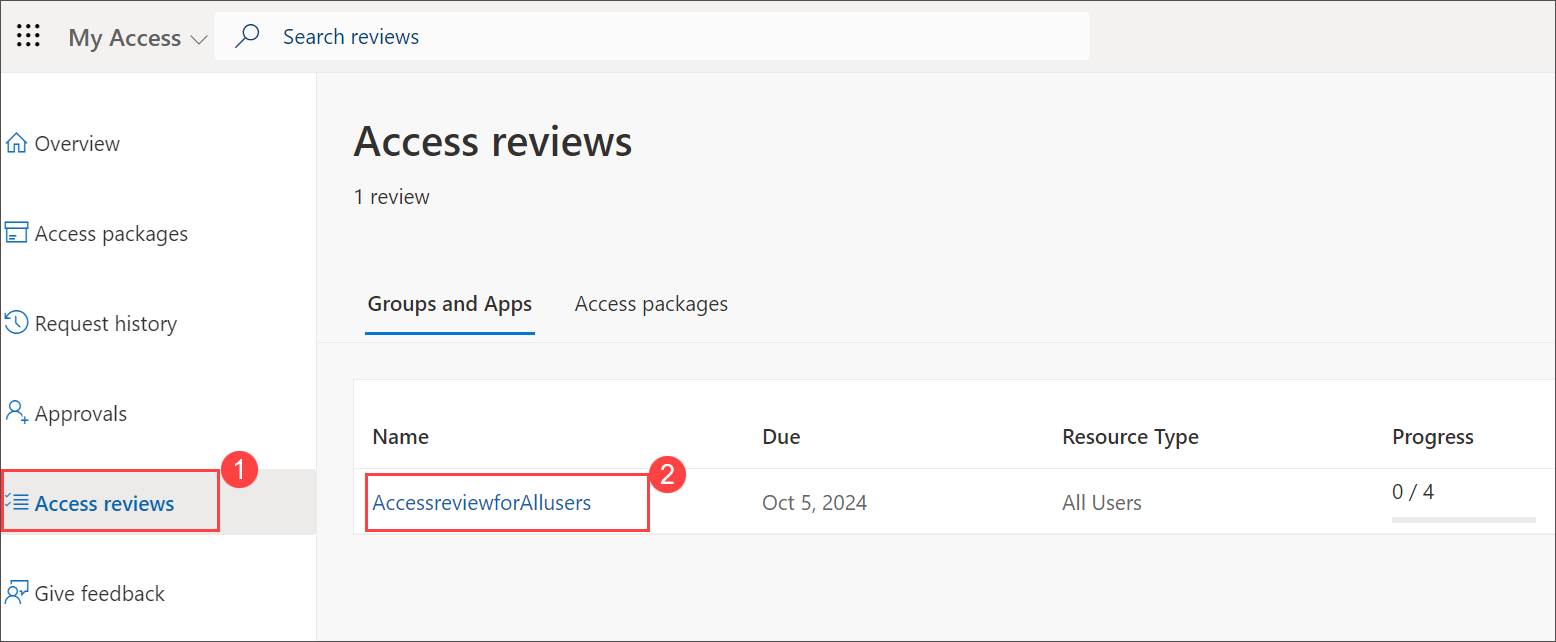 My Access
Search reviews
Overview
Access packages
Request history
Approvals
Access reviews
1
Give feedback
Access reviews
1 review
Groups and Apps Access packages
Name Due Resource Type Progress
AccessreviewforAllusers 2 Oct 5, 2024 All Users 0 / 4